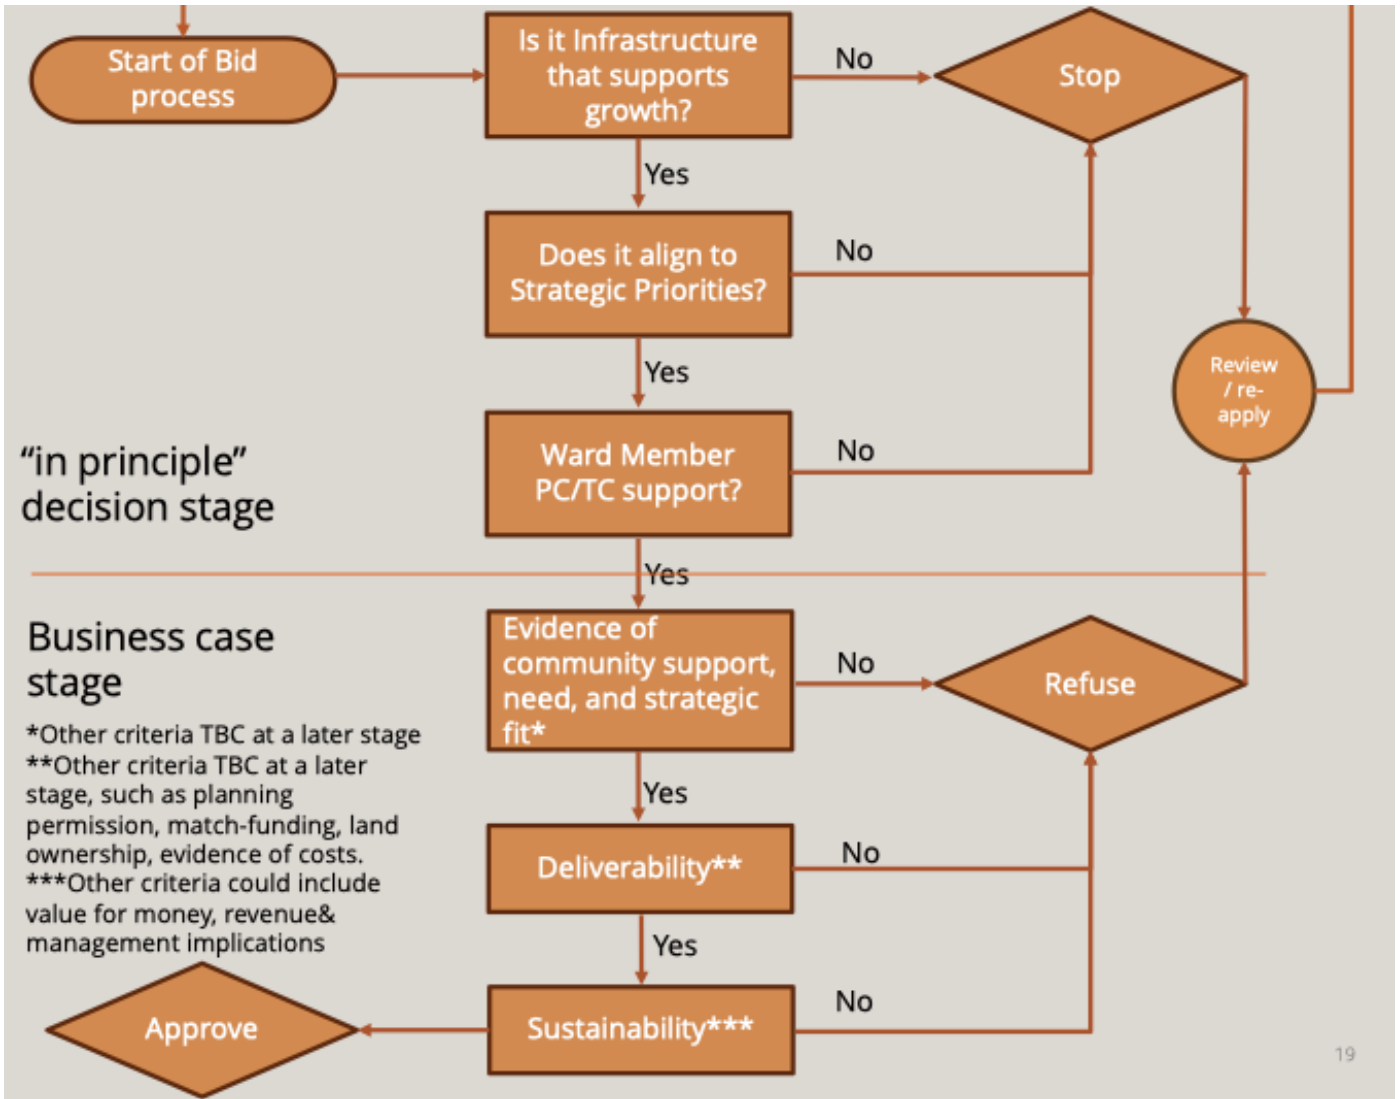 Start of Bid
process
Is it Infrastructure
that supports
growth?
No
Stop
Yes
Does it align to
Strategic Priorities?
No
Yes
Review
/ re-
apply
"in principle"
decision stage
Ward Member
PC/TC support?
No
Yes
Business case
stage
Evidence of
community support,
need, and strategic
fit*
No
Refuse
*Other criteria TBC at a later stage
**Other criteria TBC at a later
stage, such as planning
permission, match-funding, land
ownership, evidence of costs.
***Other criteria could include
value for money, revenue&
management implications
Yes
Deliverability**
No
Yes
Approve
Sustainability***
No
19